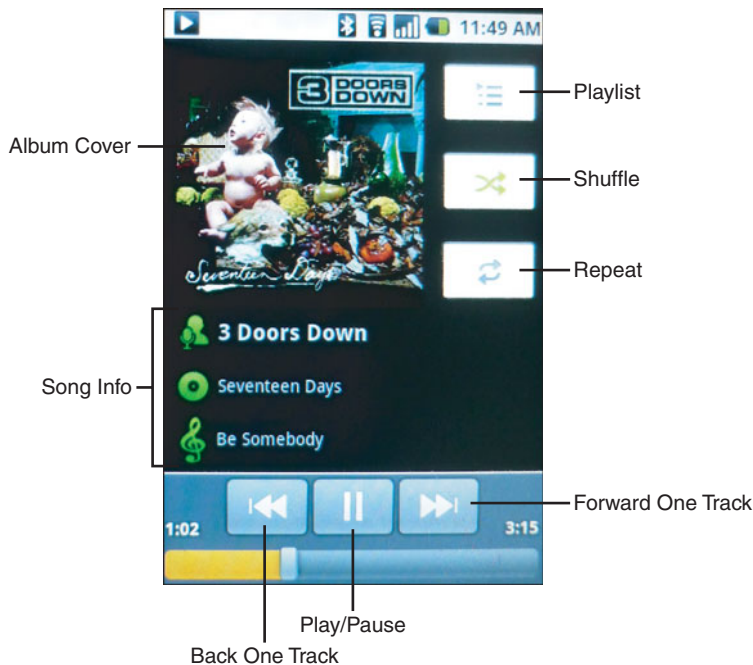 11:49 AM
3 DOORS DOWN
Seventeen Days
Album Cover
Playlist
Shuffle
Repeat
Song Info
3 Doors Down
Seventeen Days
Be Somebody
1:02
3:15
Forward One Track
Play/Pause
Back One Track